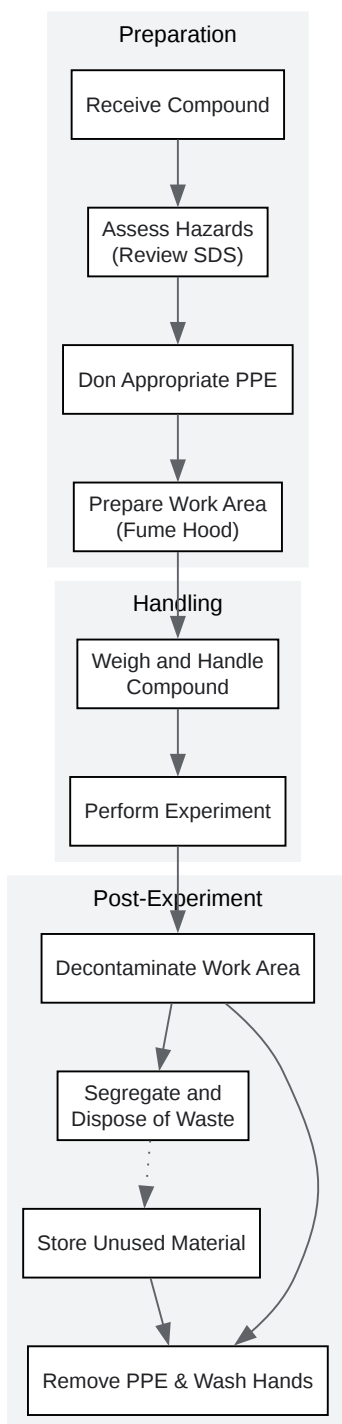 Preparation
Receive Compound
Assess Hazards
(Review SDS)
Don Appropriate PPE
Prepare Work Area
(Fume Hood)
Handling
Weigh and Handle
Compound
Perform Experiment
Post-Experiment
Decontaminate Work Area
Segregate and
Dispose of Waste
Store Unused Material
Remove PPE & Wash Hands